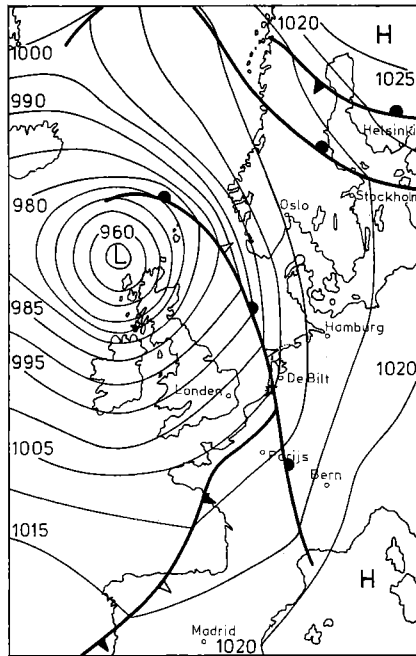 1020
H
1000
1025
990
Helsinki
Stockholm
980
Oslo
960
L
985
Hamburg
995
De Bilt
1020
Londen
1005
Parijs
Bern
1015
H
Madrid
1020